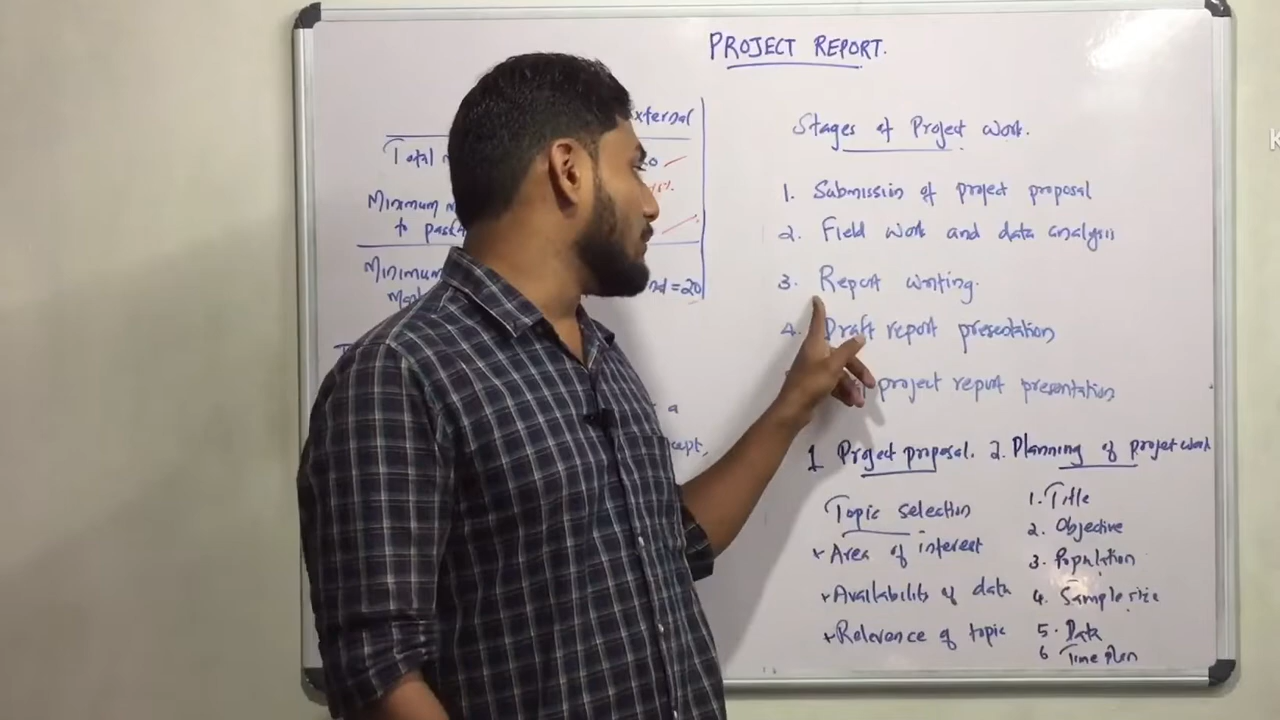 PROJECT REPORT.
Total
Minimum
to pass
Minimum
nd = 20
a
Stages of Project work.
1. Submission of project proposal
2. Field work and data analysis
3. Report writing.
4. Draft report presentation
project report presentation
1 Project proposal.
Topic selection
+ Area of interest
+ Availability of data
+ Relevance of topic
2. Planning of project work
1. Title
2. Objective
3. Population
4. Sample size
5. Data
6 Time plan
K